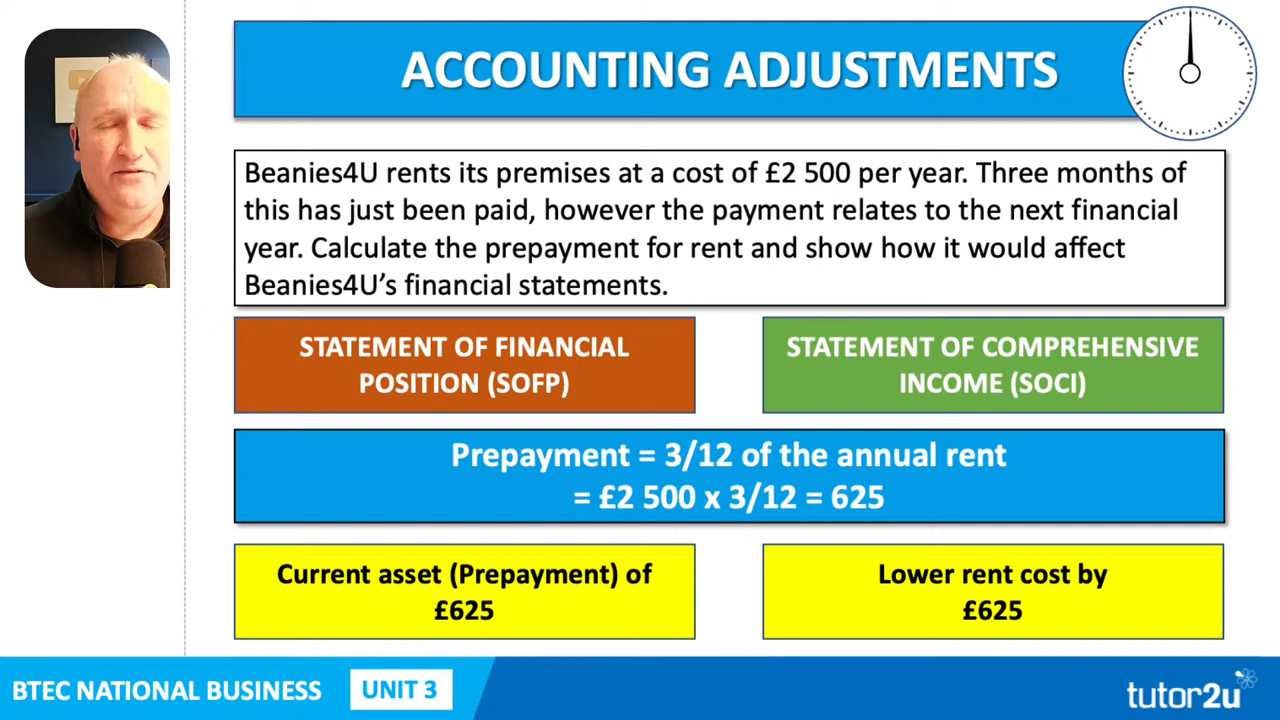 ACCOUNTING ADJUSTMENTS
Beanies4U rents its premises at a cost of £2 500 per year. Three months of
this has just been paid, however the payment relates to the next financial
year. Calculate the prepayment for rent and show how it would affect
Beanies4U’s financial statements.
STATEMENT OF FINANCIAL
POSITION (SOFP)
STATEMENT OF COMPREHENSIVE
INCOME (SOCI)
Prepayment = 3/12 of the annual rent
= £2 500 x 3/12 = 625
Current asset (Prepayment) of
£625
Lower rent cost by
£625
BTEC NATIONAL BUSINESS
UNIT 3
tutor2u